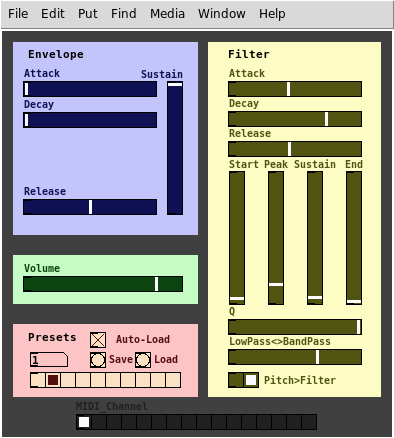 File Edit Put Find Media Window Help
Envelope
Attack Sustain
Decay
Release
Volume
Presets
Auto-Load
1 Save Load
Filter
Attack
Decay
Release
Start Peak Sustain End
Q
LowPass<>BandPass
Pitch>Filter
MIDI_Channel